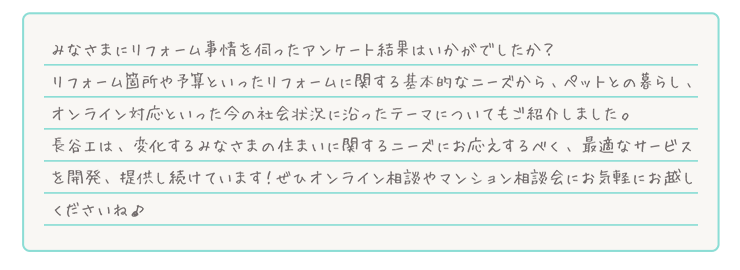 みなさまにリフォーム事情を伺ったアンケート結果はいかがでしたか？
リフォーム箇所や予算といったリフォームに関する基本的なニーズから、ペットとの暮らし、
オンライン対応といった今の社会状況に沿ったテーマについてもご紹介しました。
長谷工は、変化するみなさまの住まいに関するニーズにお応えするべく、最適なサービス
を開発、提供し続けています！ぜひオンライン相談やマンション相談会にお気軽にお越し
くださいね♪